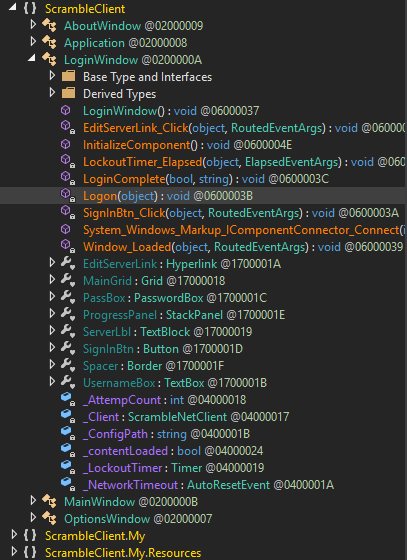 { } ScrambleClient
AboutWindow @02000009
Application @02000008
LoginWindow @0200000A
Base Type and Interfaces
Derived Types
LoginWindow() : void @06000037
EditServerLink_Click(object, RoutedEventArgs) : void @06000
InitializeComponent() : void @0600004E
LockoutTimer_Elapsed(object, ElapsedEventArgs) : void @060
LoginComplete(bool, string) : void @0600003C
Logon(object) : void @0600003B
SignInBtn_Click(object, RoutedEventArgs) : void @0600003A
System_Windows_Markup_IComponentConnector_Connect(i
Window_Loaded(object, RoutedEventArgs) : void @06000039
EditServerLink : Hyperlink @1700001A
MainGrid : Grid @17000018
PassBox : PasswordBox @1700001C
ProgressPanel : StackPanel @1700001E
ServerLbl : TextBlock @17000019
SignInBtn : Button @1700001D
Spacer : Border @1700001F
UsernameBox : TextBox @1700001B
_AttempCount : int @04000018
_Client : ScrambleNetClient @04000017
_ConfigPath : string @0400001B
_contentLoaded : bool @04000024
_LockoutTimer : Timer @04000019
_NetworkTimeout : AutoResetEvent @0400001A
MainWindow @0200000B
OptionsWindow @02000007
{ } ScrambleClient.My
{ } ScrambleClient.My.Resources